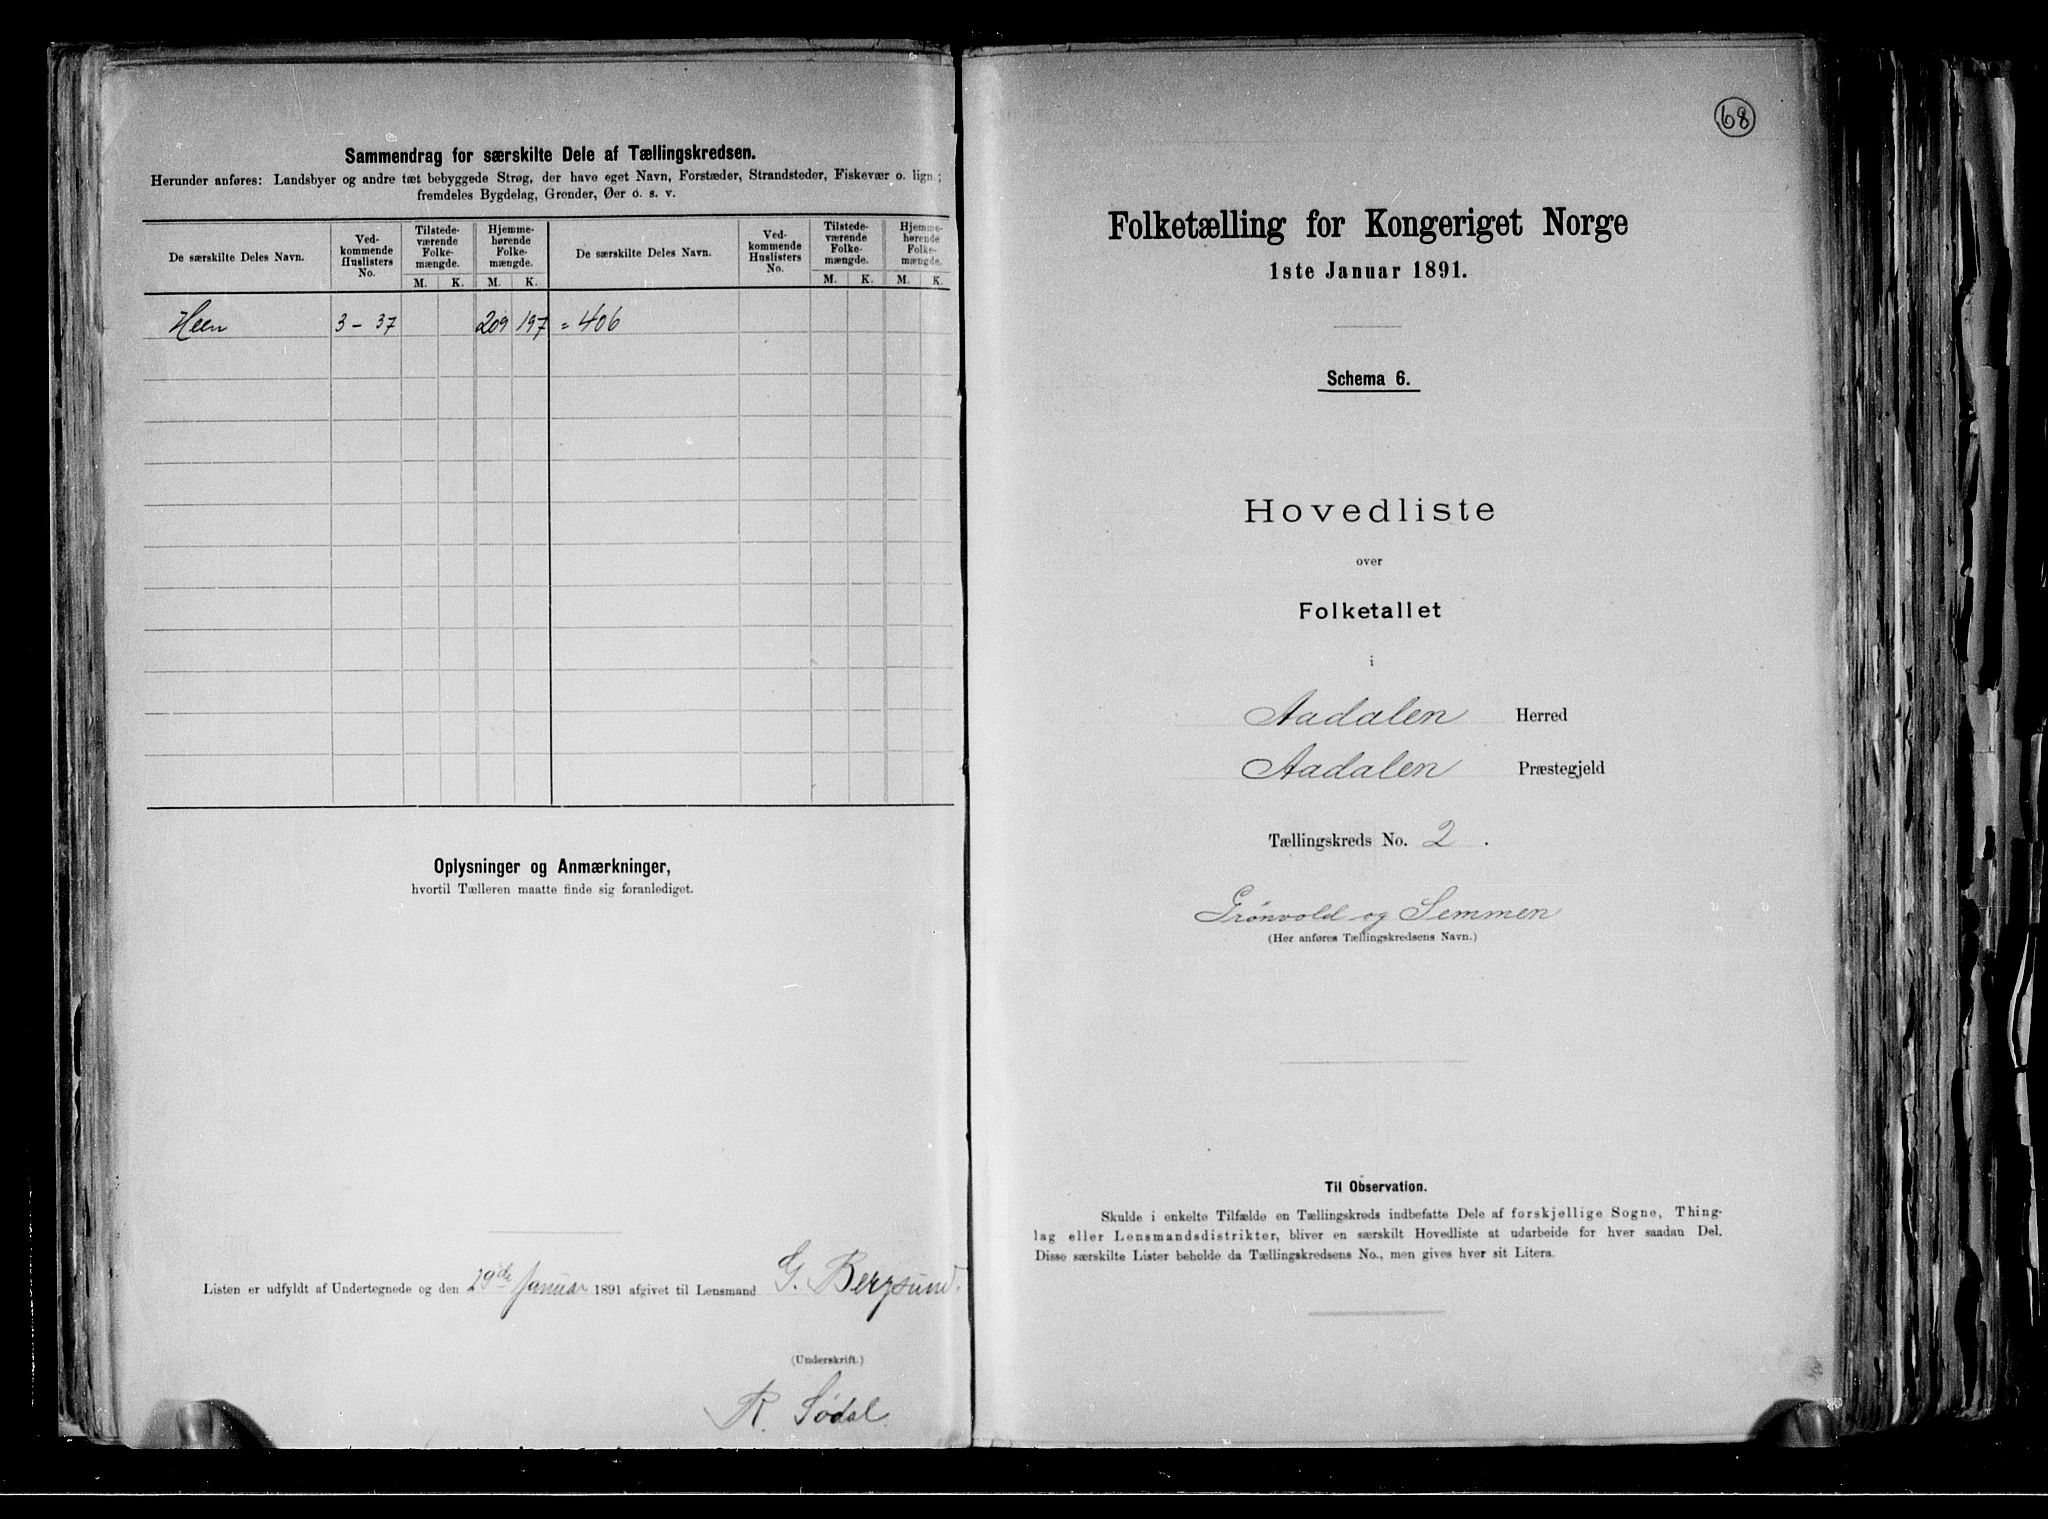 Sammendrag for særskilte Dele af Tællingskredsen.
Herunder anføres: Landsbyer og andre tæt bebyggede Strøg, der have eget Navn, Forstæder, Strandsteder, Fiskevær o. lign.;
fremdeles Bygdelag, Grender, Øer o. s. v.
De særskilte Deles Navn. Vedkommende Huslisters No. Tilstedeværende Folkemængde. Hjemmehørende Folkemængde. De særskilte Deles Navn. Vedkommende Huslisters No. Tilstedeværende Folkemængde. Hjemmehørende Folkemængde.
M. K. M. K. M. K. M. K.
Heen 3 – 37 209 197 = 406
Oplysninger og Anmærkninger,
hvortil Tælleren maatte finde sig foranlediget.
Listen er udfyldt af Undertegnede og den 29de Januar 1891 afgivet til Lensmand G. Bergsund.
(Underskrift.)
R. Sødal
68
Folketælling for Kongeriget Norge
1ste Januar 1891.
Schema 6.
Hovedliste
over
Folketallet
i
Aadalen Herred
Aadalen Præstegjeld
Tællingskreds No. 2.
Grønvold og Semmen
(Her anføres Tællingskredsens Navn.)
Til Observation.
Skulde i enkelte Tilfælde en Tællingskreds indbefatte Dele af forskjellige Sogne, Thing-
lag eller Lensmandsdistrikter, bliver en særskilt Hovedliste at udarbeide for hver saadan Del.
Disse særskilte Lister beholde da Tællingskredsens No., men gives hver sit Litera.